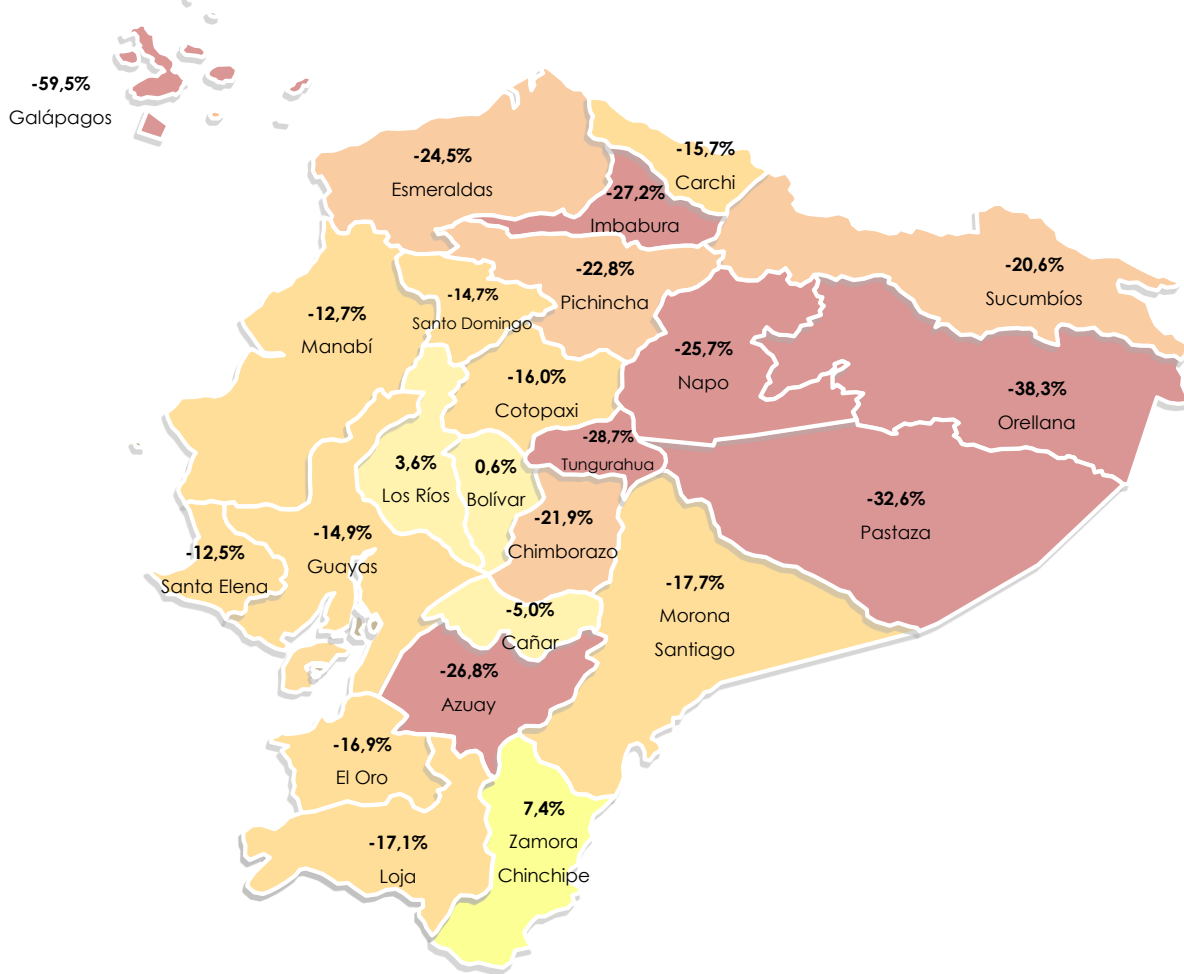 -59,5%
Galápagos
-24,5%
Esmeraldas
-15,7%
Carchi
-27,2%
Imbabura
-22,8%
Pichincha
-20,6%
Sucumbíos
-14,7%
Santo Domingo
-12,7%
Manabí
-25,7%
Napo
-16,0%
Cotopaxi
-38,3%
Orellana
-28,7%
Tungurahua
3,6%
Los Ríos
0,6%
Bolívar
-32,6%
Pastaza
-21,9%
Chimborazo
-14,9%
Guayas
-12,5%
Santa Elena
-17,7%
Morona
Santiago
-5,0%
Cañar
-26,8%
Azuay
-16,9%
El Oro
7,4%
Zamora
Chinchipe
-17,1%
Loja